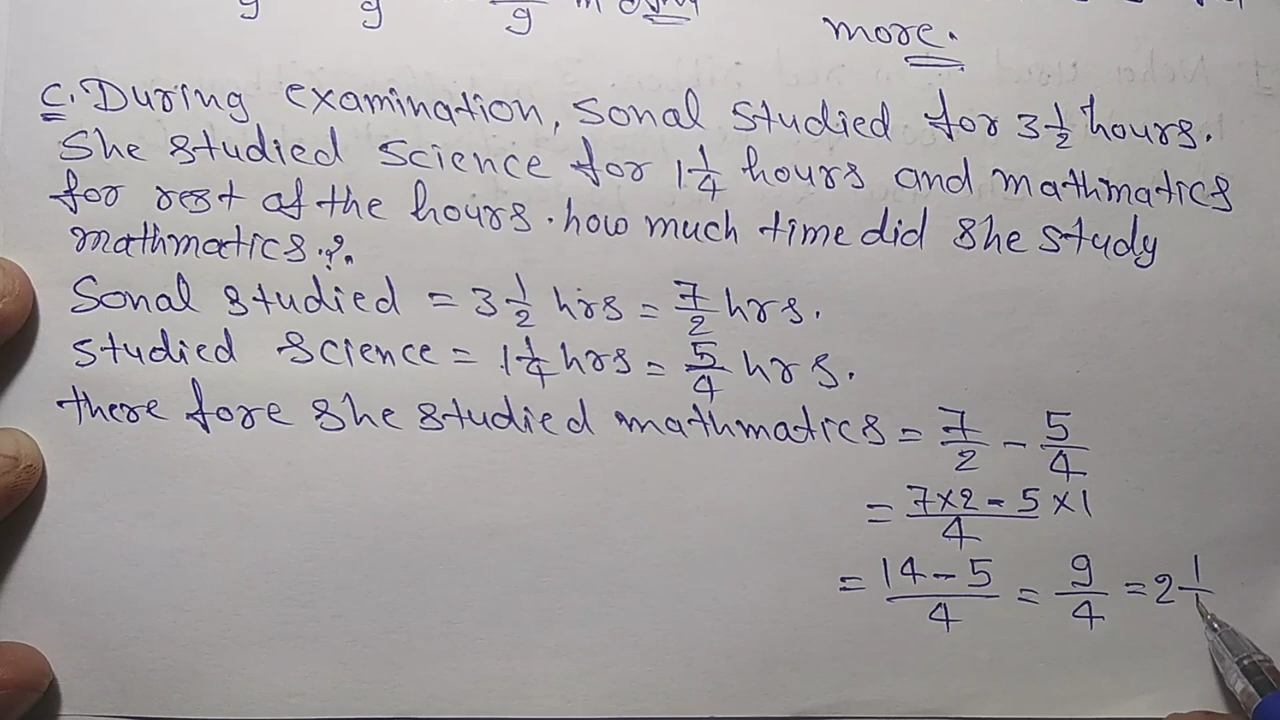 more.
C. During examination, Sonal studied for 3 1/2 hours.
She studied Science for 1 1/4 hours and mathmatics
for rest of the hours. how much time did she study
mathmatics.?.
Sonal studied = 3 1/2 hrs = 7/2 hrs.
studied science = 1 1/4 hrs = 5/4 hrs.
there fore she studied mathmatics = 7/2 - 5/4
= 7×2-5×1/4
= 14-5/4 = 9/4 = 2 1/